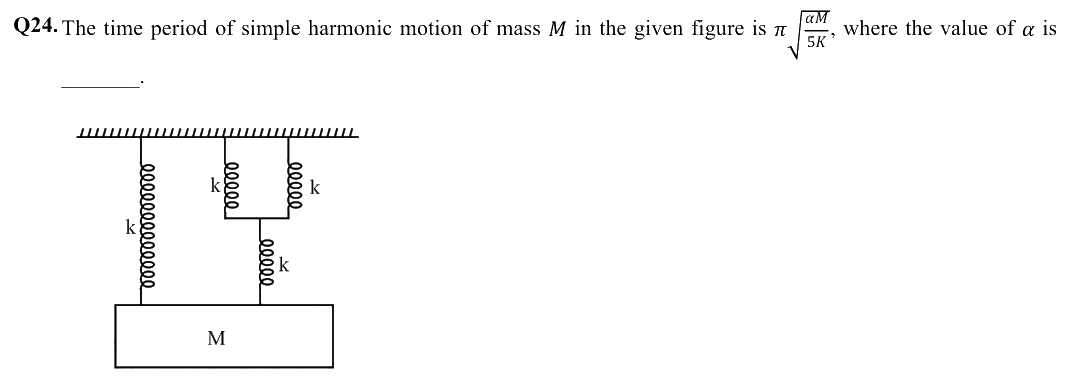 Q24. The time period of simple harmonic motion of mass M in the given figure is π √(αM/5K), where the value of α is
________.
k
k
k
k
M